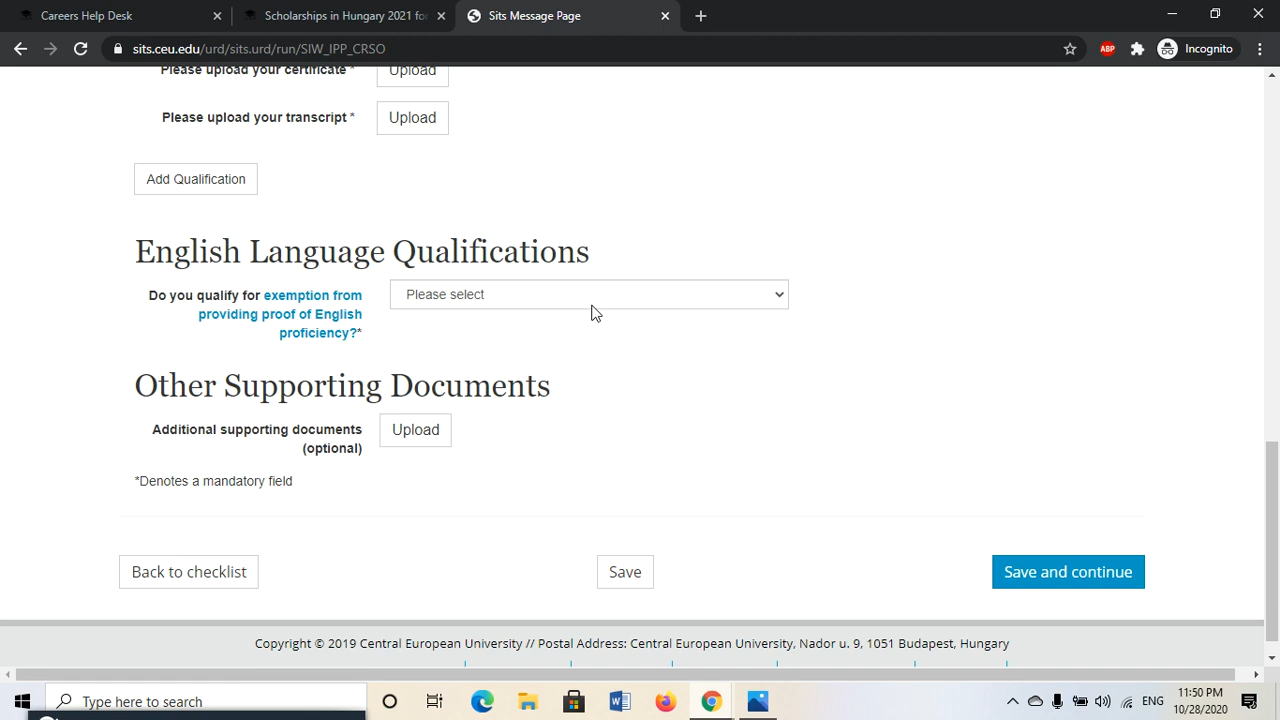 Careers Help Desk
Scholarships in Hungary 2021 for
Sits Message Page
sits.ceu.edu/urd/sits.urd/run/SIW_IPP_CRSO
ABP
Incognito
Please upload your certificate *
Upload
Please upload your transcript *
Upload
Add Qualification
English Language Qualifications
Do you qualify for exemption from
providing proof of English
proficiency?*
Please select
Other Supporting Documents
Additional supporting documents
(optional)
Upload
*Denotes a mandatory field
Back to checklist
Save
Save and continue
Copyright © 2019 Central European University // Postal Address: Central European University, Nador u. 9, 1051 Budapest, Hungary
Type here to search
ENG
11:50 PM
10/28/2020